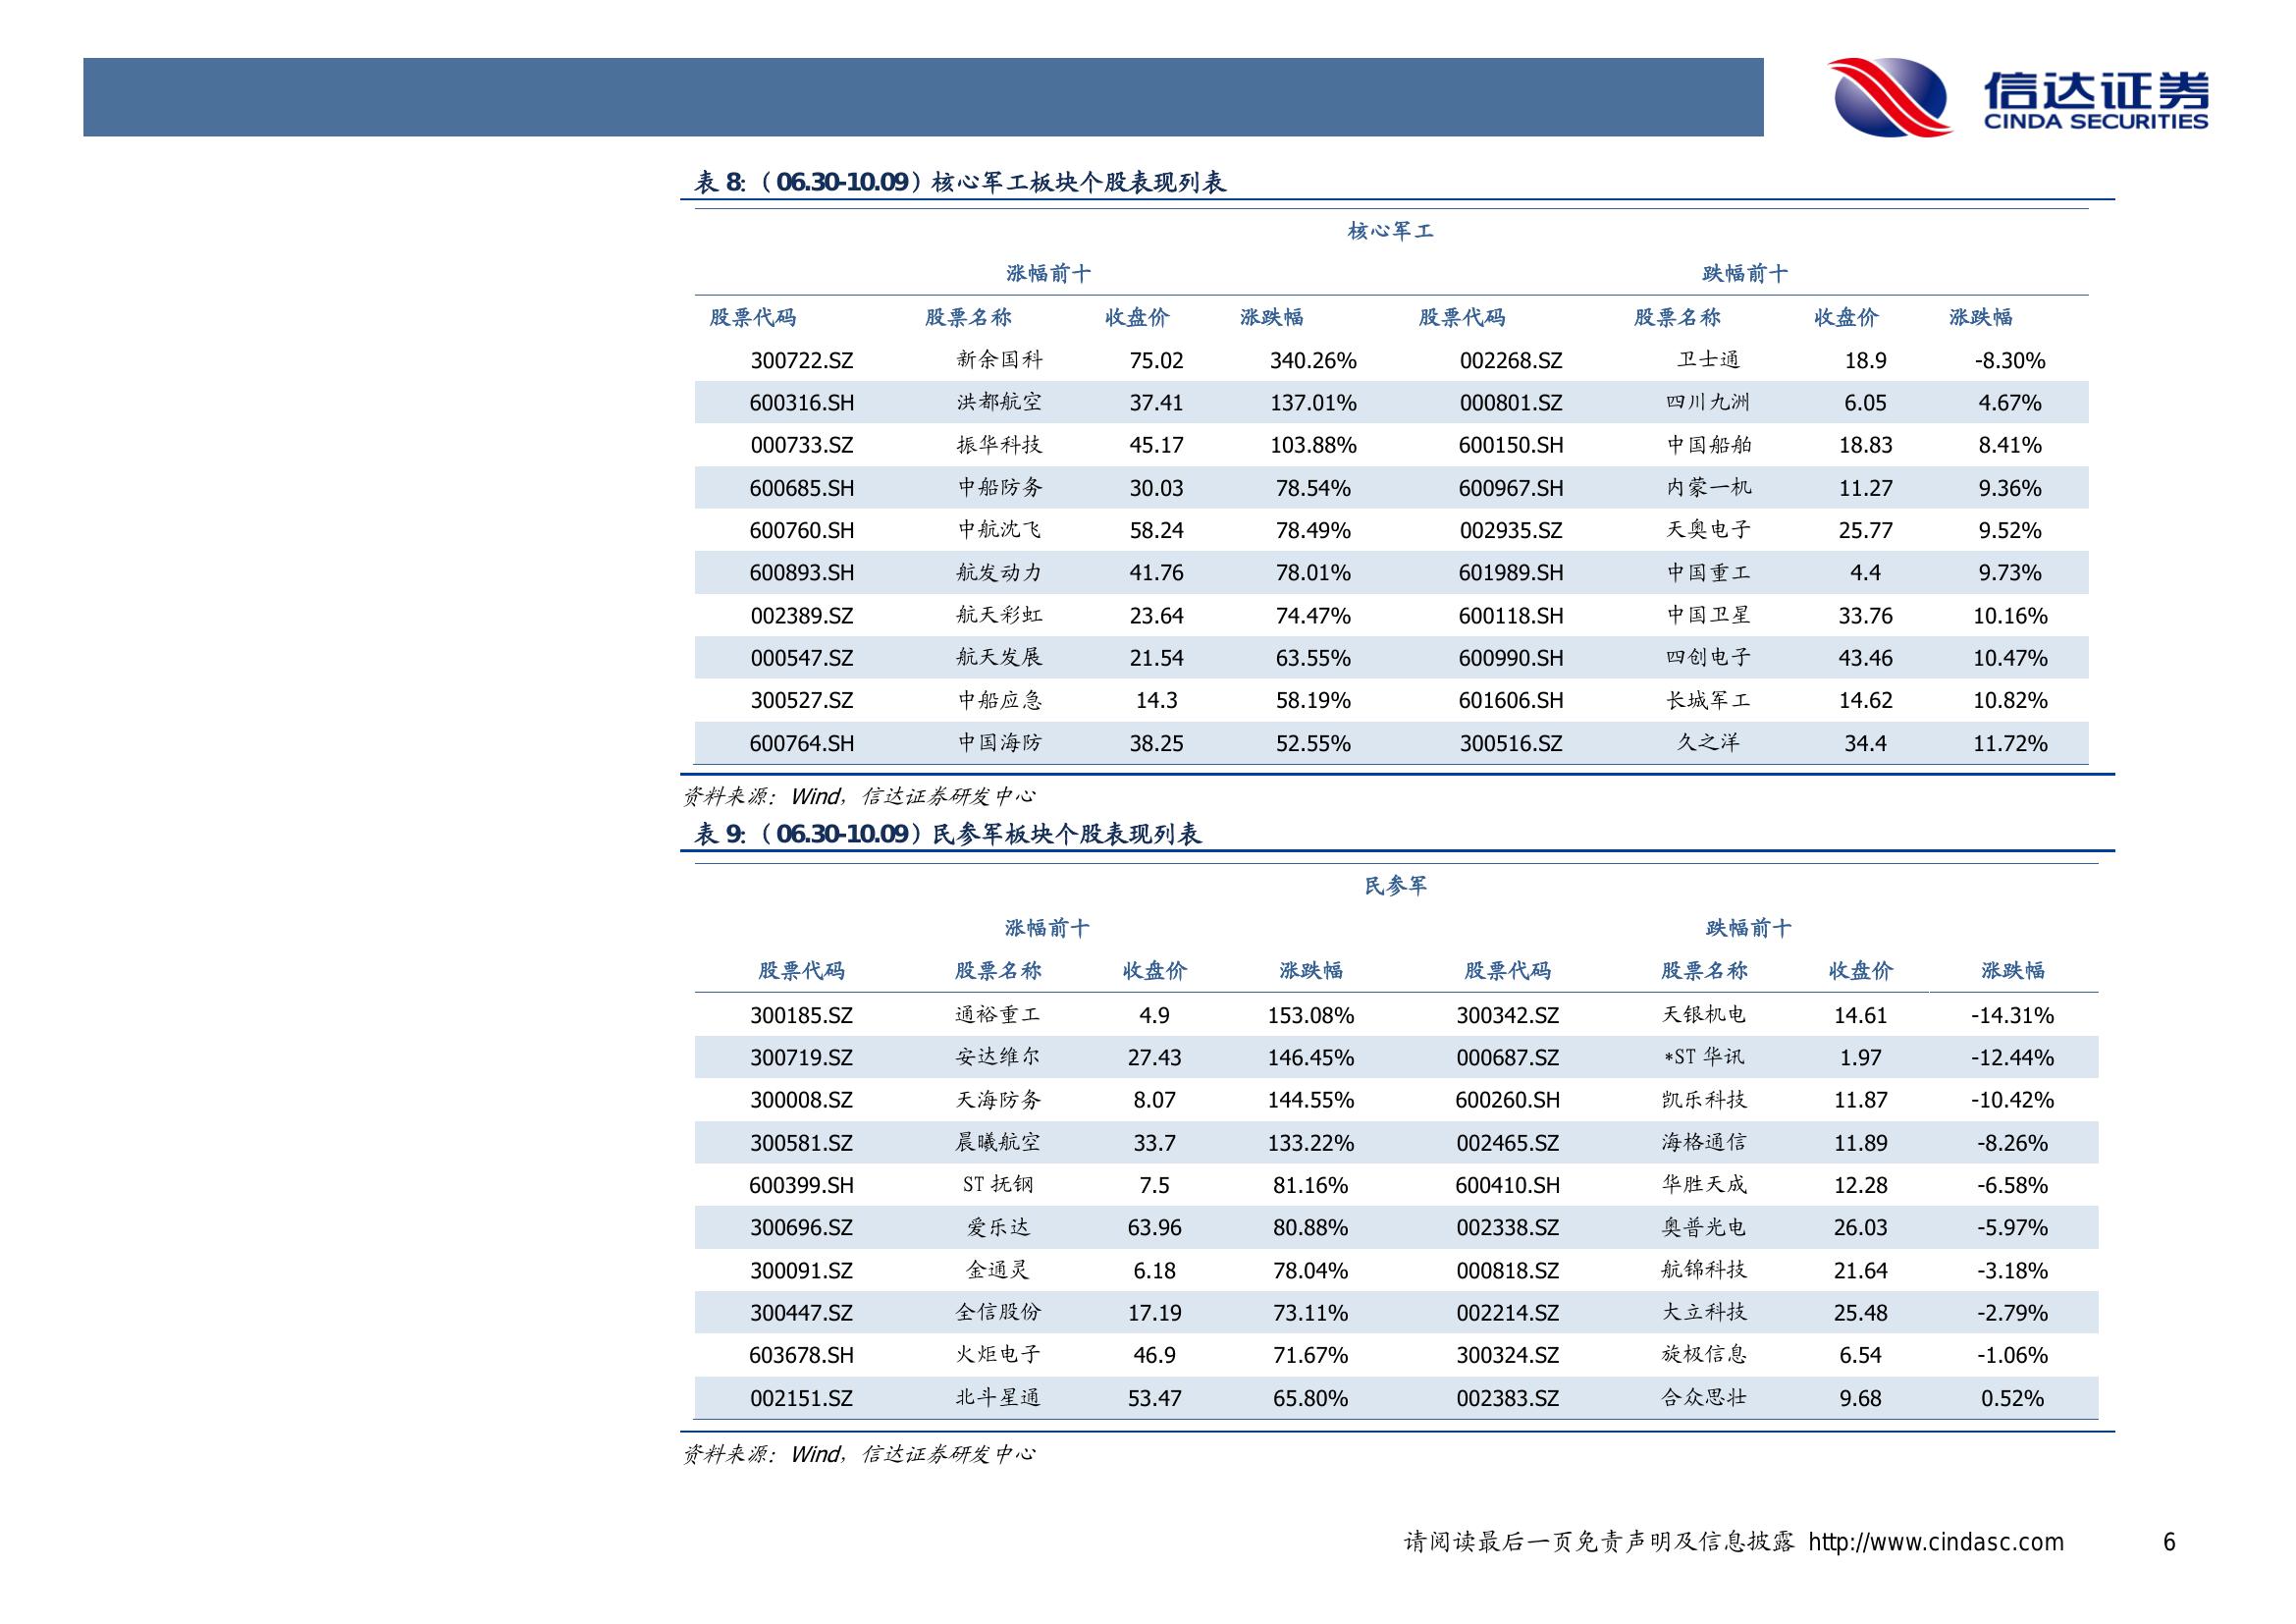 信达证券
CINDA SECURITIES
表 8:（06.30-10.09）核心军工板块个股表现列表
核心军工
涨幅前十 跌幅前十
股票代码 股票名称 收盘价 涨跌幅 股票代码 股票名称 收盘价 涨跌幅
300722.SZ 新余国科 75.02 340.26% 002268.SZ 卫士通 18.9 -8.30%
600316.SH 洪都航空 37.41 137.01% 000801.SZ 四川九洲 6.05 4.67%
000733.SZ 振华科技 45.17 103.88% 600150.SH 中国船舶 18.83 8.41%
600685.SH 中船防务 30.03 78.54% 600967.SH 内蒙一机 11.27 9.36%
600760.SH 中航沈飞 58.24 78.49% 002935.SZ 天奥电子 25.77 9.52%
600893.SH 航发动力 41.76 78.01% 601989.SH 中国重工 4.4 9.73%
002389.SZ 航天彩虹 23.64 74.47% 600118.SH 中国卫星 33.76 10.16%
000547.SZ 航天发展 21.54 63.55% 600990.SH 四创电子 43.46 10.47%
300527.SZ 中船应急 14.3 58.19% 601606.SH 长城军工 14.62 10.82%
600764.SH 中国海防 38.25 52.55% 300516.SZ 久之洋 34.4 11.72%
资料来源：Wind，信达证券研发中心
表 9:（06.30-10.09）民参军板块个股表现列表
民参军
涨幅前十 跌幅前十
股票代码 股票名称 收盘价 涨跌幅 股票代码 股票名称 收盘价 涨跌幅
300185.SZ 通裕重工 4.9 153.08% 300342.SZ 天银机电 14.61 -14.31%
300719.SZ 安达维尔 27.43 146.45% 000687.SZ *ST 华讯 1.97 -12.44%
300008.SZ 天海防务 8.07 144.55% 600260.SH 凯乐科技 11.87 -10.42%
300581.SZ 晨曦航空 33.7 133.22% 002465.SZ 海格通信 11.89 -8.26%
600399.SH ST 抚钢 7.5 81.16% 600410.SH 华胜天成 12.28 -6.58%
300696.SZ 爱乐达 63.96 80.88% 002338.SZ 奥普光电 26.03 -5.97%
300091.SZ 金通灵 6.18 78.04% 000818.SZ 航锦科技 21.64 -3.18%
300447.SZ 全信股份 17.19 73.11% 002214.SZ 大立科技 25.48 -2.79%
603678.SH 火炬电子 46.9 71.67% 300324.SZ 旋极信息 6.54 -1.06%
002151.SZ 北斗星通 53.47 65.80% 002383.SZ 合众思壮 9.68 0.52%
资料来源：Wind，信达证券研发中心
请阅读最后一页免责声明及信息披露 http://www.cindasc.com 6